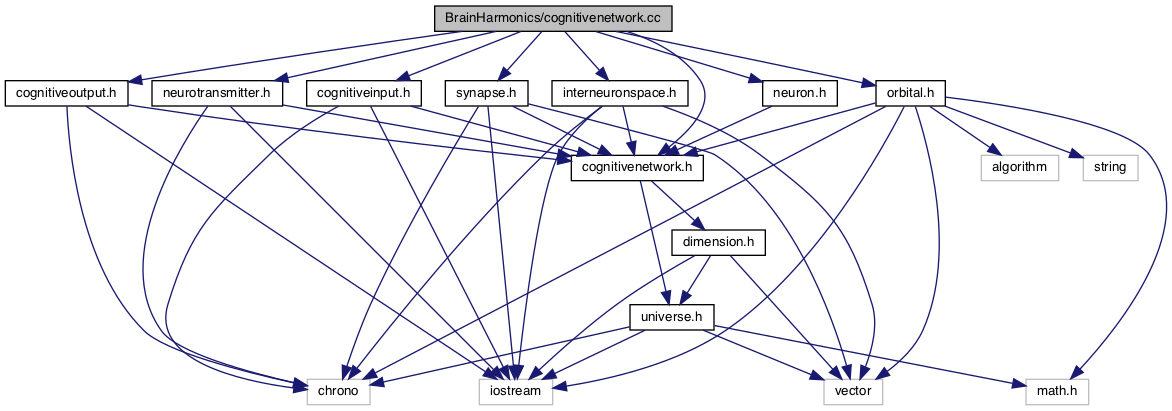 BrainHarmonics/cognitivenetwork.cc
cognitiveoutput.h
neurotransmitter.h
cognitiveinput.h
synapse.h
interneuronspace.h
neuron.h
orbital.h
cognitivenetwork.h
algorithm
string
dimension.h
universe.h
chrono
iostream
vector
math.h